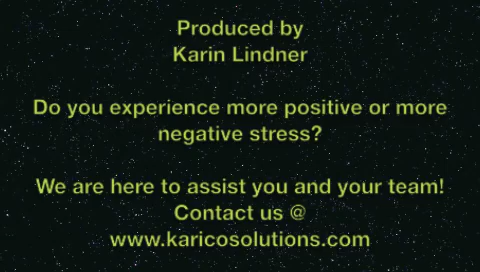 Produced by
Karin Lindner
Do you experience more positive or more
negative stress?
We are here to assist you and your team!
Contact us @
www.karicosolutions.com